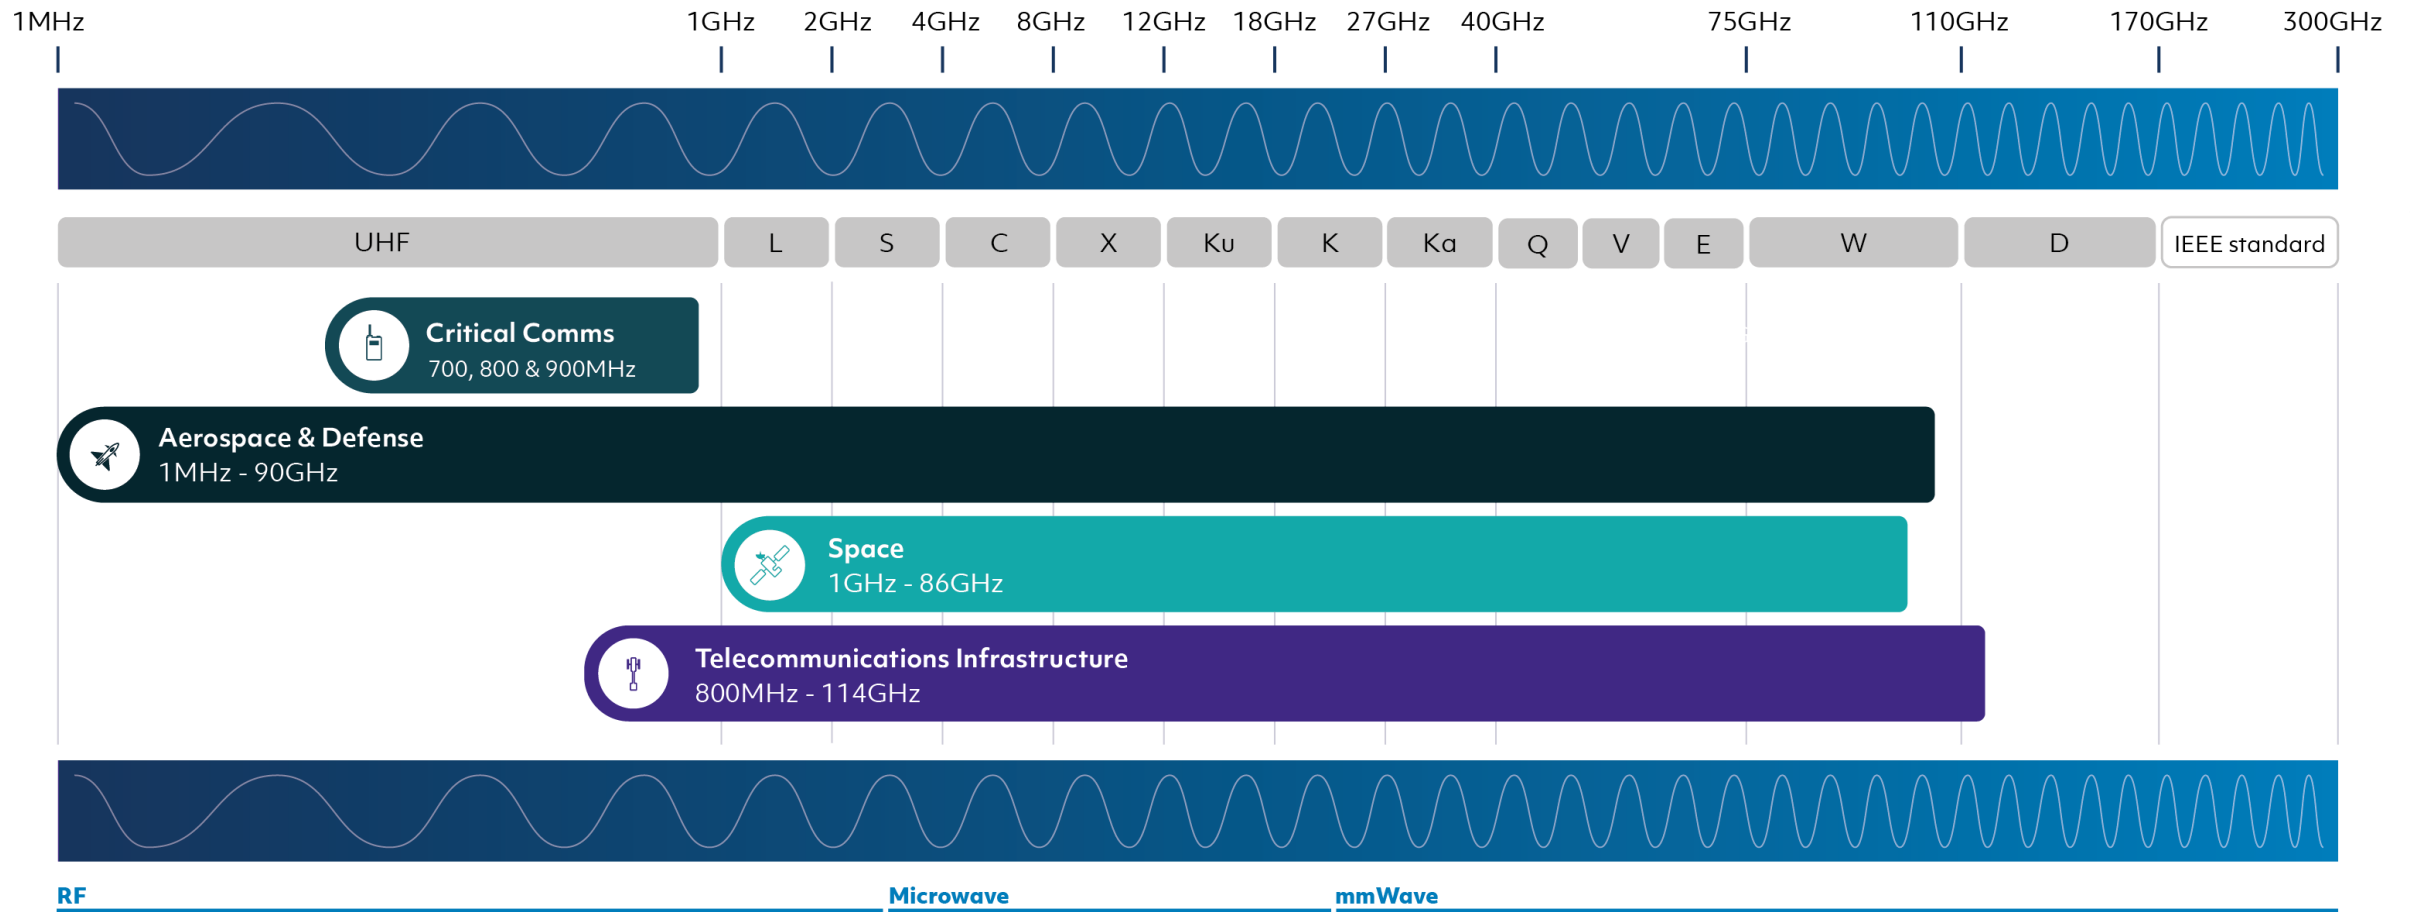 1MHz 1GHz 2GHz 4GHz 8GHz 12GHz 18GHz 27GHz 40GHz 75GHz 110GHz 170GHz 300GHz
UHF L S C X Ku K Ka Q V E W D IEEE standard
Critical Comms
700, 800 & 900MHz
Aerospace & Defense
1MHz - 90GHz
Space
1GHz - 86GHz
Telecommunications Infrastructure
800MHz - 114GHz
RF Microwave mmWave